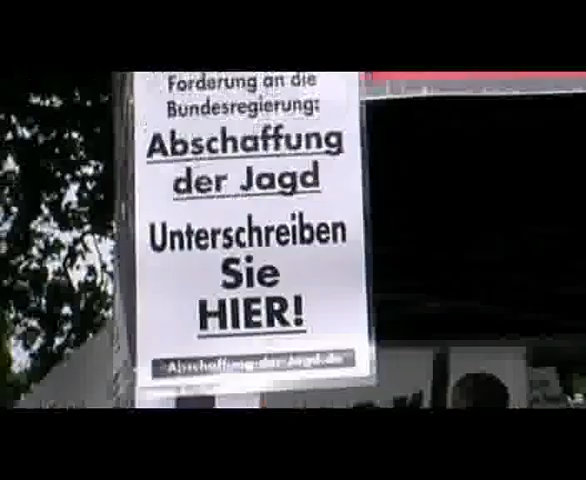 Forderung an die
Bundesregierung:
Abschaffung
der Jagd
Unterschreiben
Sie
HIER!
Abschaffung-der-Jagd.de